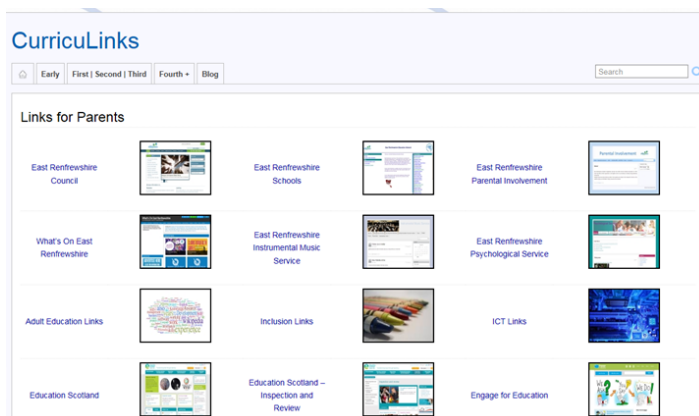 CurricuLinks
Early
First | Second | Third
Fourth +
Blog
Search
Links for Parents
East Renfrewshire
Council
East Renfrewshire
Schools
East Renfrewshire
Parental Involvement
What's On East
Renfrewshire
East Renfrewshire
Instrumental Music
Service
East Renfrewshire
Psychological Service
Adult Education Links
Inclusion Links
ICT Links
Education Scotland
Education Scotland –
Inspection and
Review
Engage for Education